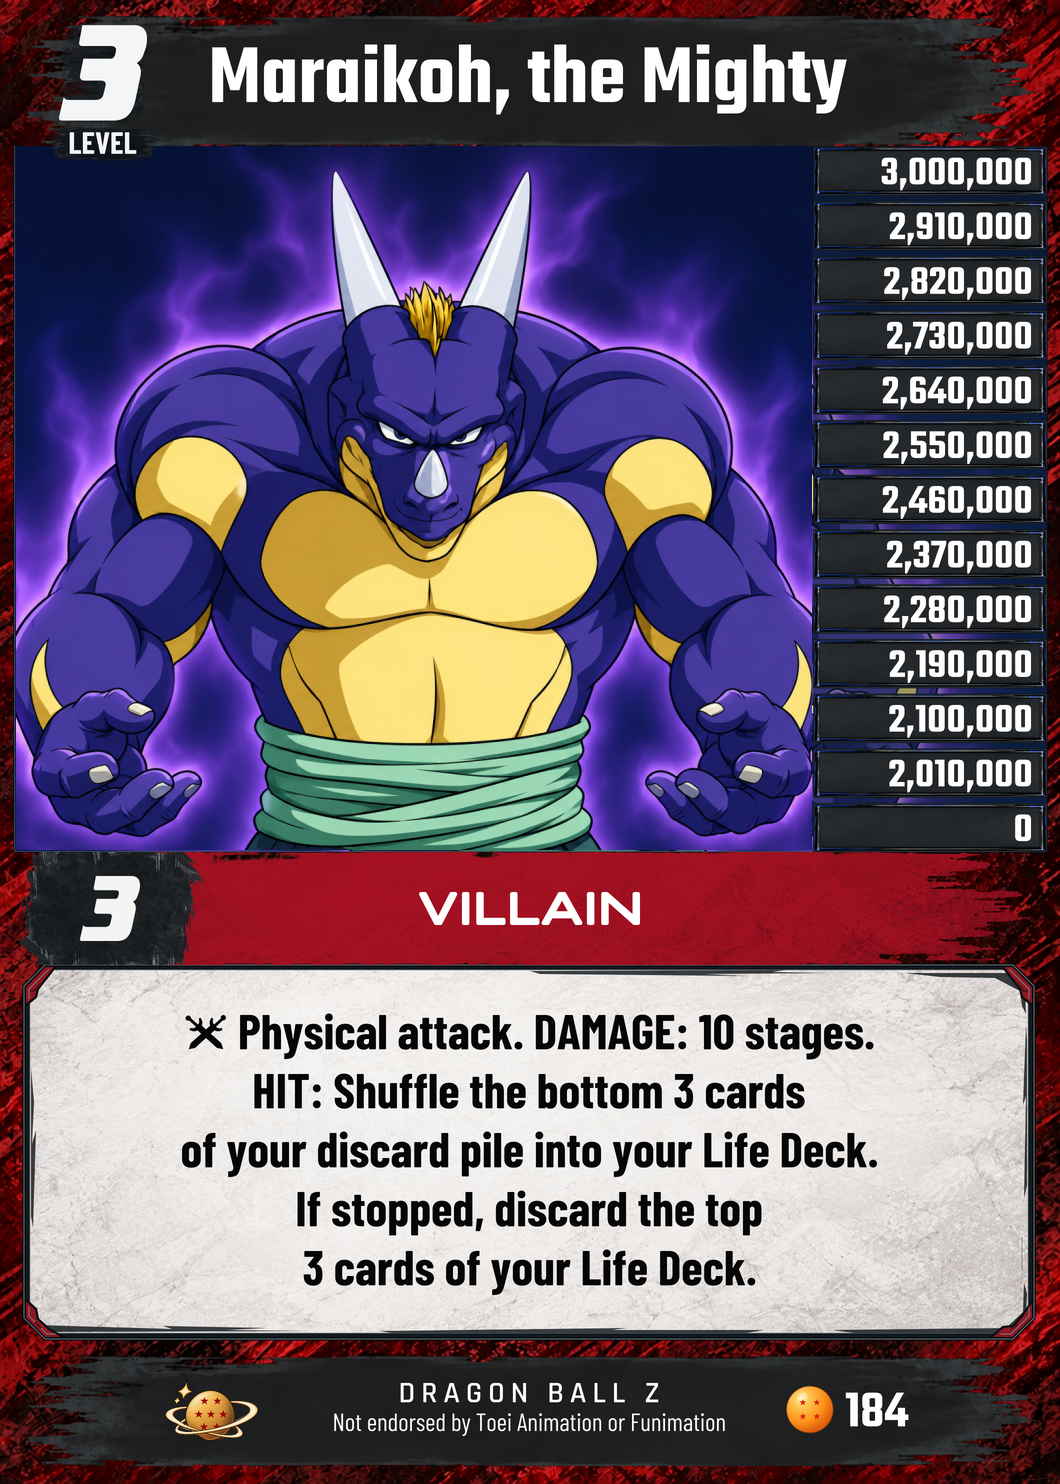 3
LEVEL
Maraikoh, the Mighty
3,000,000
2,910,000
2,820,000
2,730,000
2,640,000
2,550,000
2,460,000
2,370,000
2,280,000
2,190,000
2,100,000
2,010,000
0
3
VILLAIN
Physical attack. DAMAGE: 10 stages.
HIT: Shuffle the bottom 3 cards
of your discard pile into your Life Deck.
If stopped, discard the top
3 cards of your Life Deck.
DRAGON BALL Z
Not endorsed by Toei Animation or Funimation
184